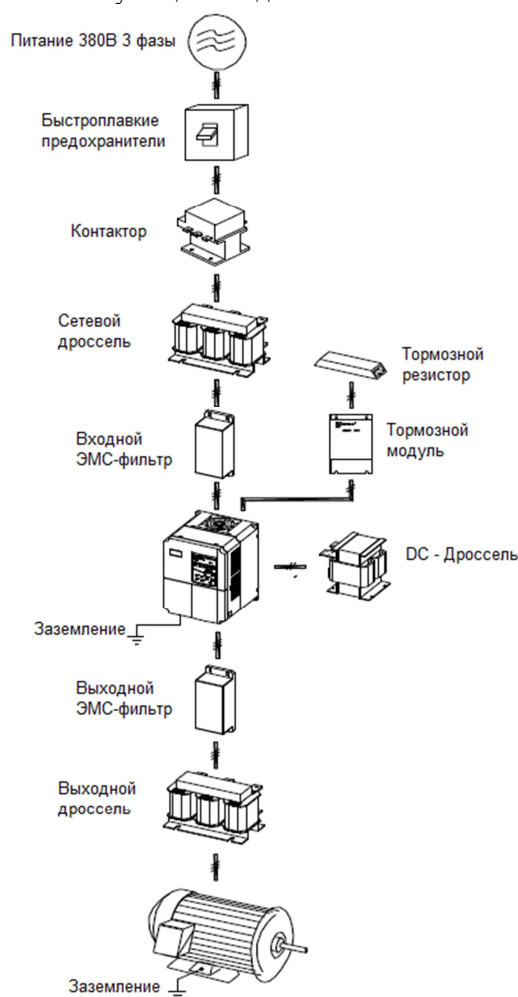 Питание 380В 3 фазы
Быстроплавкие
предохранители
Контактор
Сетевой
дроссель
Тормозной
резистор
Входной
ЭМС-фильтр
Тормозной
модуль
DC - Дроссель
Заземление
Выходной
ЭМС-фильтр
Выходной
дроссель
Заземление